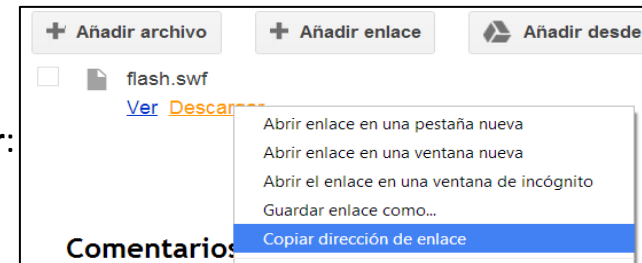 Añadir archivo Añadir enlace Añadir desde
flash.swf
Ver Descargar
r:
Abrir enlace en una pestaña nueva
Abrir enlace en una ventana nueva
Abrir el enlace en una ventana de incógnito
Guardar enlace como...
Copiar dirección de enlace
Comentarios